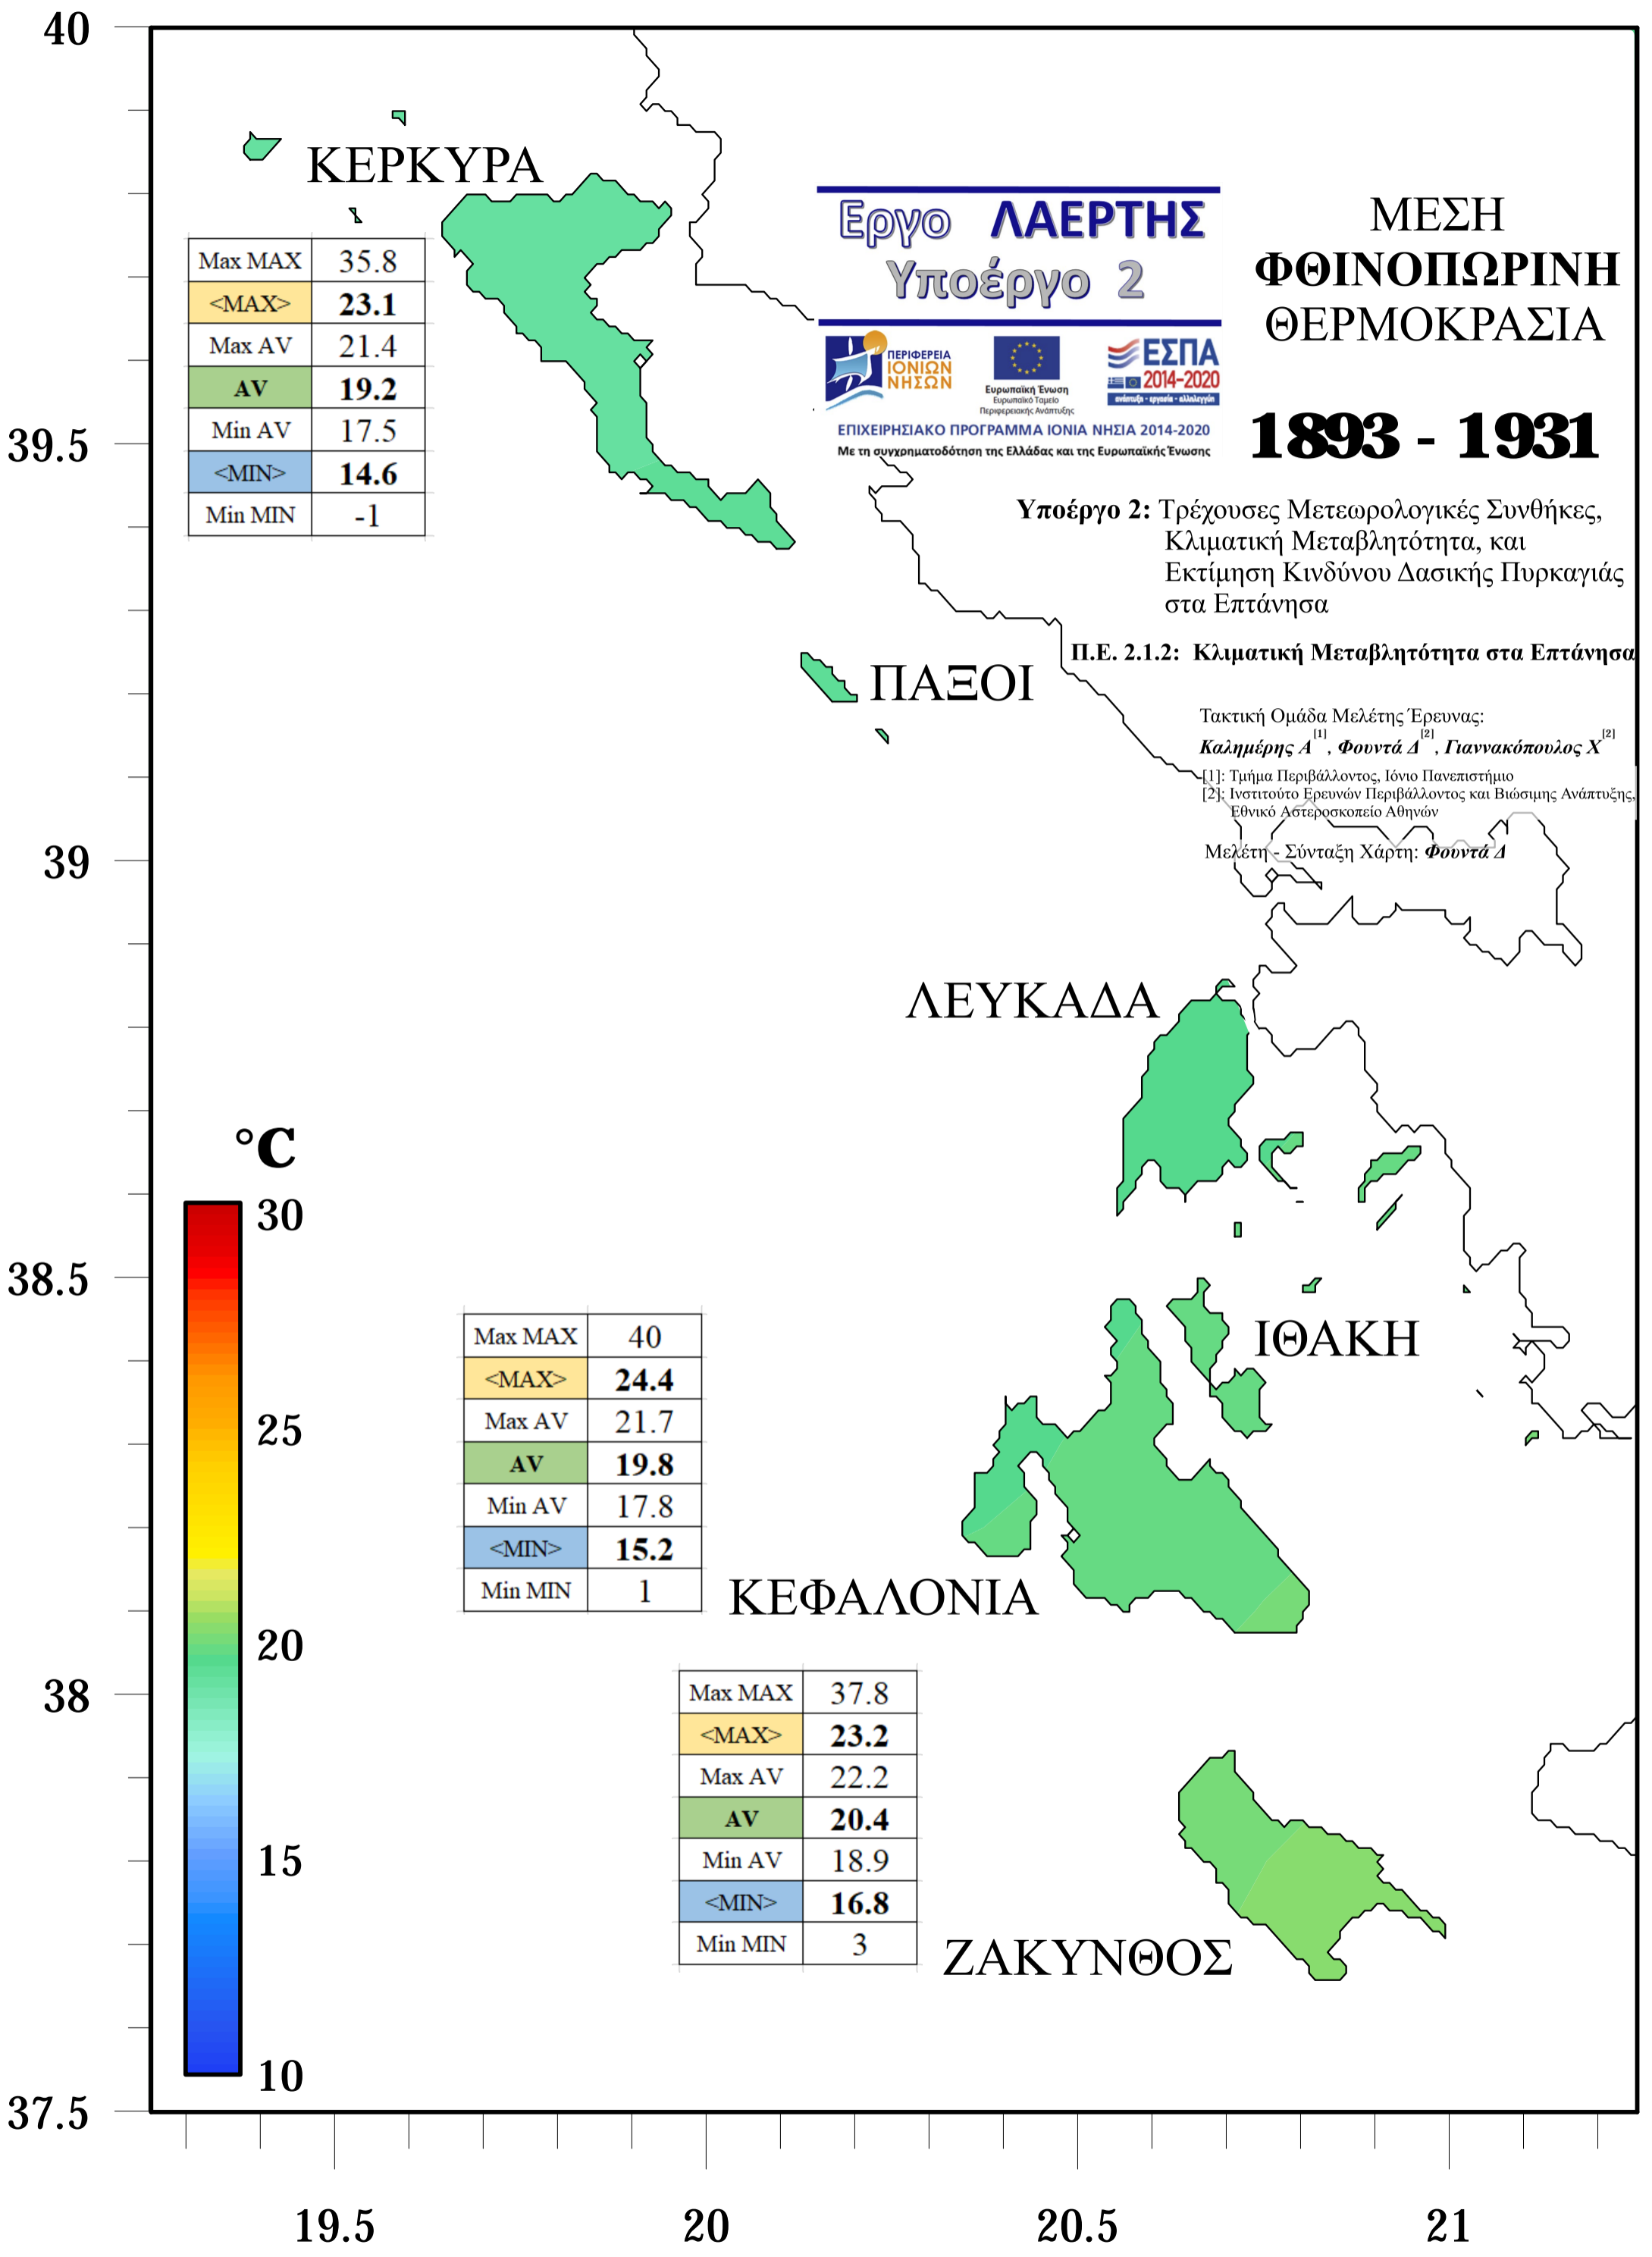 40
ΚΕΡΚΥΡΑ
Max MAX 35.8
<MAX> 23.1
Max AV 21.4
AV 19.2
Min AV 17.5
<MIN> 14.6
Min MIN -1
Εργο ΛΑΕΡΤΗΣ
Υποέργο 2
ΠΕΡΙΦΕΡΕΙΑ
ΙΟΝΙΩΝ
ΝΗΣΩΝ
Ευρωπαϊκή Ένωση
Ευρωπαϊκό Ταμείο
Περιφερειακής Ανάπτυξης
ΕΣΠΑ
2014-2020
ανάπτυξη - εργασία - αλληλεγγύη
ΕΠΙΧΕΙΡΗΣΙΑΚΟ ΠΡΟΓΡΑΜΜΑ ΙΟΝΙΑ ΝΗΣΙΑ 2014-2020
Με τη συγχρηματοδότηση της Ελλάδας και της Ευρωπαϊκής Ένωσης
ΜΕΣΗ
ΦΘΙΝΟΠΩΡΙΝΗ
ΘΕΡΜΟΚΡΑΣΙΑ
1893 - 1931
39.5
Υποέργο 2: Τρέχουσες Μετεωρολογικές Συνθήκες,
Κλιματική Μεταβλητότητα, και
Εκτίμηση Κινδύνου Δασικής Πυρκαγιάς
στα Επτάνησα
Π.Ε. 2.1.2: Κλιματική Μεταβλητότητα στα Επτάνησα
ΠΑΞΟΙ
Τακτική Ομάδα Μελέτης Έρευνας:
Καλημέρης Α[1], Φουντά Δ[2], Γιαννακόπουλος Χ[2]
[1]: Τμήμα Περιβάλλοντος, Ιόνιο Πανεπιστήμιο
[2]: Ινστιτούτο Ερευνών Περιβάλλοντος και Βιώσιμης Ανάπτυξης,
Εθνικό Αστεροσκοπείο Αθηνών
Μελέτη - Σύνταξη Χάρτη: Φουντά Δ
39
ΛΕΥΚΑΔΑ
°C
30
25
20
15
10
38.5
ΙΘΑΚΗ
Max MAX 40
<MAX> 24.4
Max AV 21.7
AV 19.8
Min AV 17.8
<MIN> 15.2
Min MIN 1
ΚΕΦΑΛΟΝΙΑ
38
Max MAX 37.8
<MAX> 23.2
Max AV 22.2
AV 20.4
Min AV 18.9
<MIN> 16.8
Min MIN 3
ΖΑΚΥΝΘΟΣ
37.5
19.5 20 20.5 21